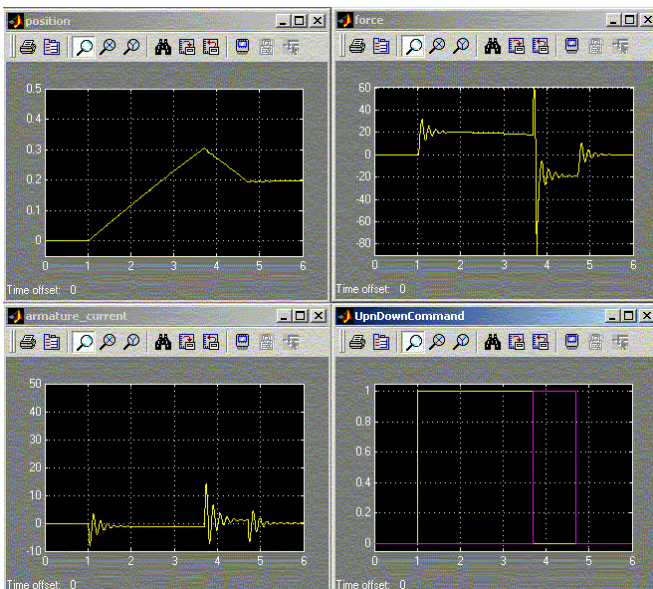 position
0.5
0.4
0.3
0.2
0.1
0
0 1 2 3 4 5 6
Time offset: 0
force
60
40
20
0
-20
-40
-60
-80
0 1 2 3 4 5 6
Time offset: 0
armature_current
50
40
30
20
10
0
-10
0 1 2 3 4 5 6
Time offset: 0
UpnDownCommand
1
0.8
0.6
0.4
0.2
0
0 1 2 3 4 5 6
Time offset: 0